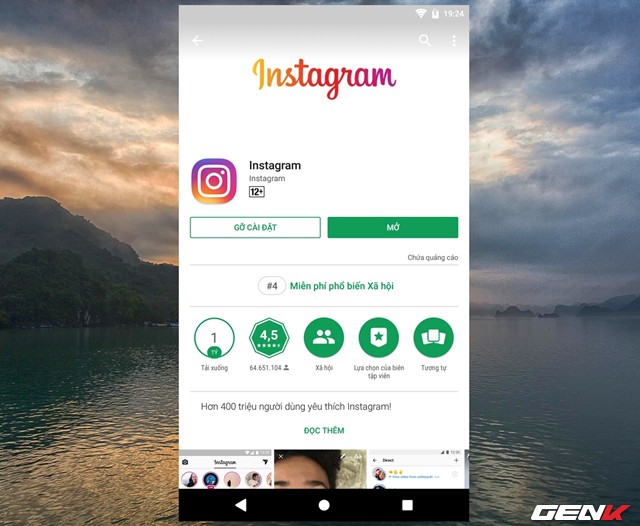 19:24
Instagram
Instagram
Instagram
12+
GỠ CÀI ĐẶT
MỞ
Chứa quảng cáo
#4 Miễn phí phổ biến Xã hội
1
TỶ
4,5
Tải xuống
64.651.104
Xã hội
Lựa chọn của biên
tập viên
Tương tự
Hơn 400 triệu người dùng yêu thích Instagram!
ĐỌC THÊM
Instagram
Aa
Direct
GENK